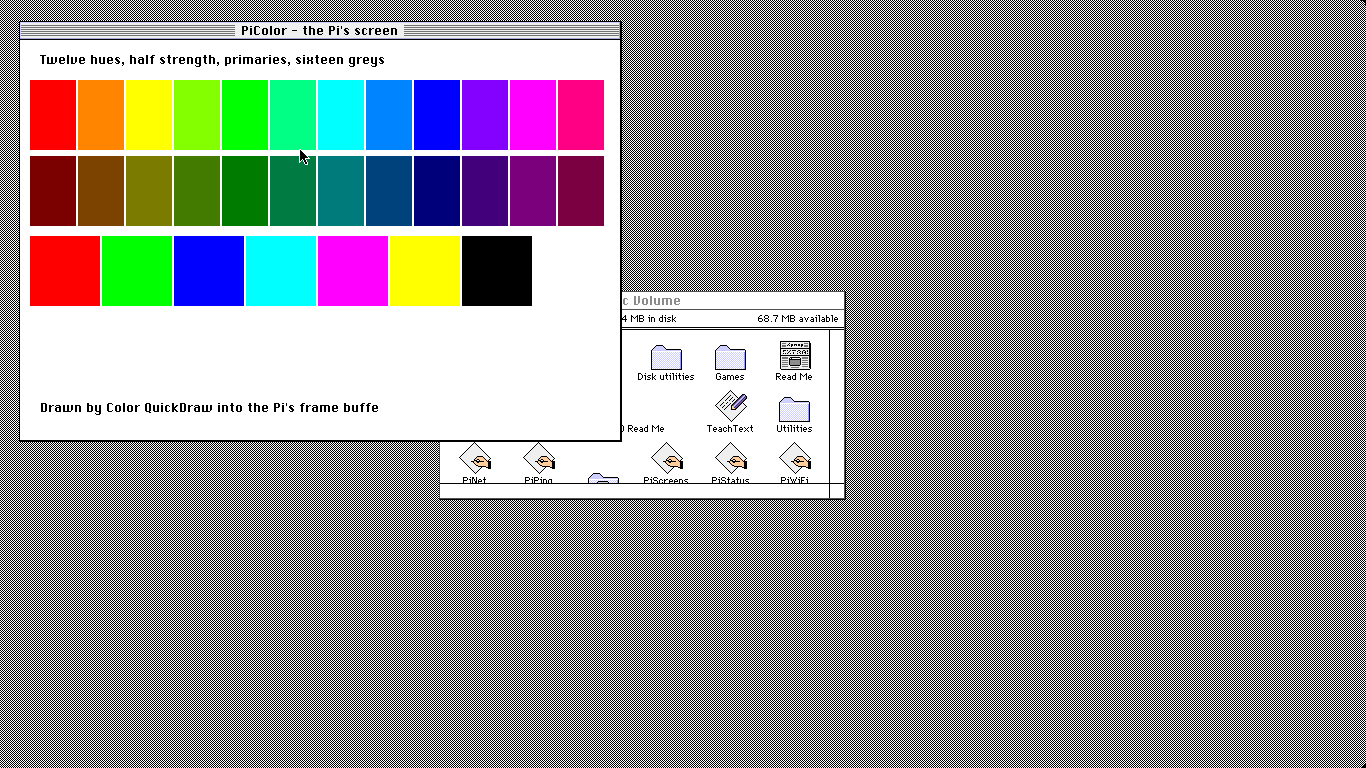 PiColor - the Pi's screen
Twelve hues, half strength, primaries, sixteen greys
c Volume
4 MB in disk
68.7 MB available
Disk utilities
Games
Read Me
Drawn by Color QuickDraw into the Pi's frame buffe
Read Me
TeachText
Utilities
PiNet
PiPing
PiScreens
PiStatus
PiWiFi